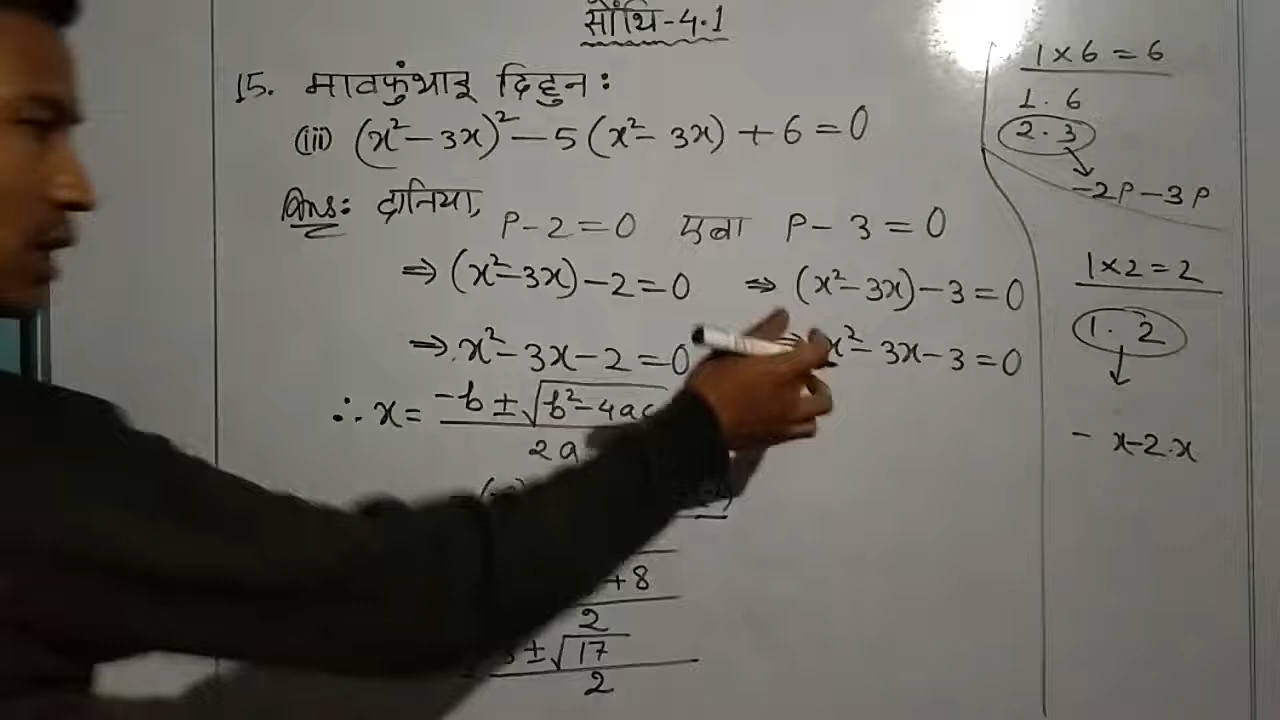 सोंथि-4.1
15. मावफुंभाइ दिहुन :
(iii) (x²-3x)²-5(x²-3x)+6=0
Ans: दानिया,
P-2=0 एबा P-3=0
⇒(x²-3x)-2=0 ⇒(x²-3x)-3=0
⇒x²-3x-2=0 x²-3x-3=0
∴ x= -b±√b²-4ac
2a
+8
2
±√17
2
1×6=6
1.6
2.3
-2P-3P
1×2=2
1.2
- x-2.x